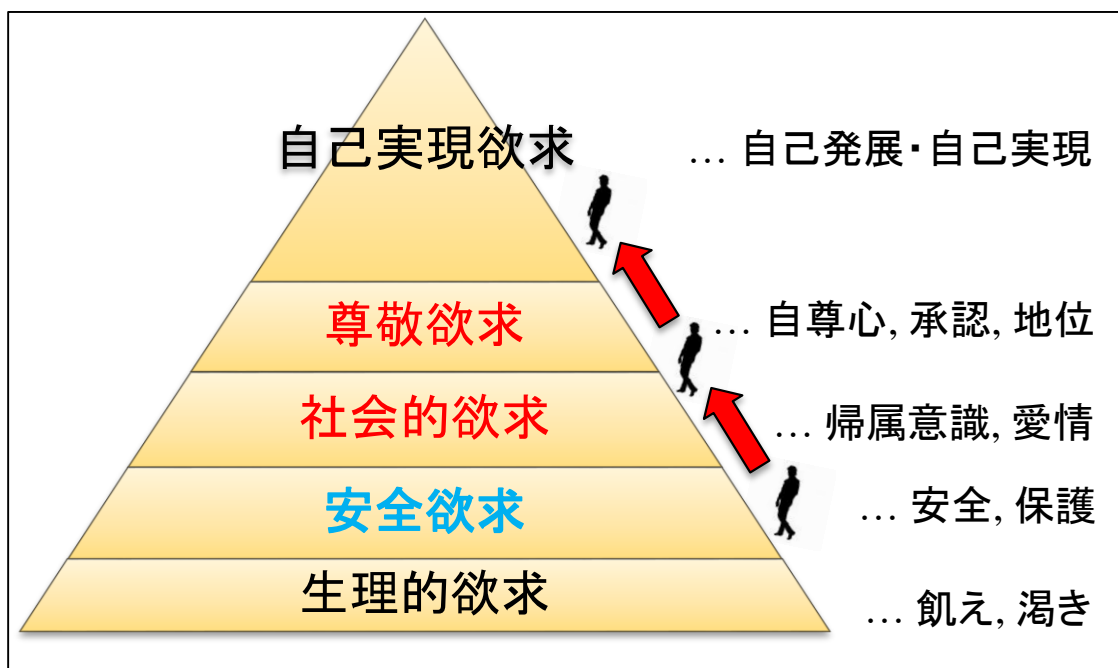 自己実現欲求 … 自己発展・自己実現
尊敬欲求 … 自尊心, 承認, 地位
社会的欲求 … 帰属意識, 愛情
安全欲求 … 安全, 保護
生理的欲求 … 飢え, 渇き